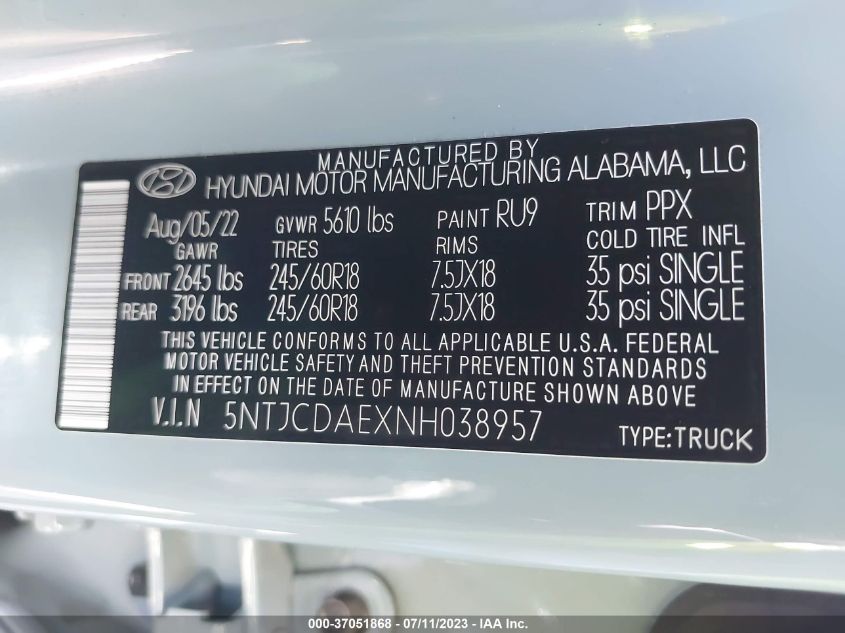 MANUFACTURED BY
HYUNDAI MOTOR MANUFACTURING ALABAMA, LLC
Aug/05/22 GVWR 5610 lbs PAINT RU9 TRIM PPX
GAWR TIRES RIMS COLD TIRE INFL
FRONT 2645 lbs 245/60R18 7.5JX18 35 psi SINGLE
REAR 3196 lbs 245/60R18 7.5JX18 35 psi SINGLE
THIS VEHICLE CONFORMS TO ALL APPLICABLE U.S.A. FEDERAL
MOTOR VEHICLE SAFETY AND THEFT PREVENTION STANDARDS
IN EFFECT ON THE DATE OF MANUFACTURE SHOWN ABOVE
V.I.N 5NTJCDAEXNH038957 TYPE:TRUCK
000-37051868 - 07/11/2023 - IAA Inc.